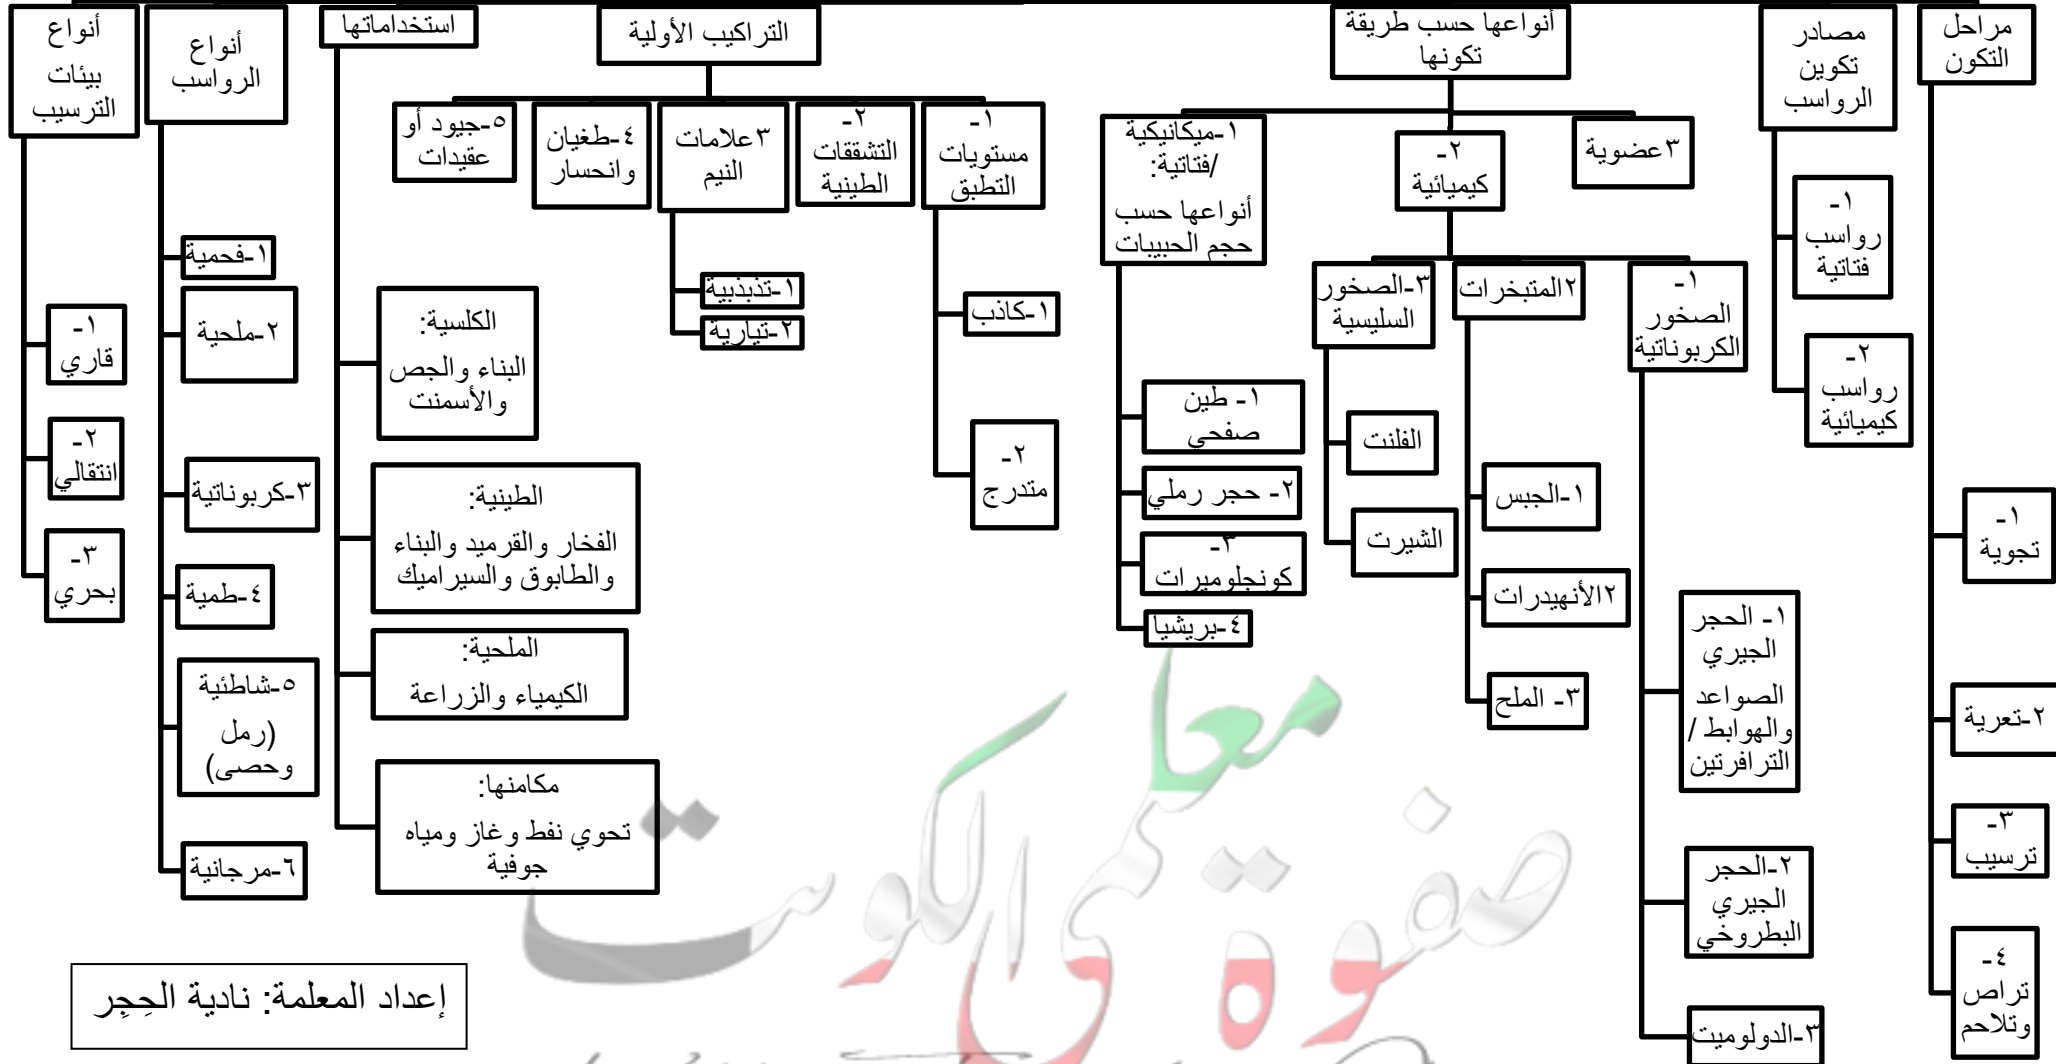 مراحل
التكون
١-
تجوية
٢-تعرية
٣-
ترسيب
٤-
تراص
وتلاحم
مصادر
تكوين
الرواسب
١-
رواسب
فتاتية
٢-
رواسب
كيميائية
أنواعها حسب طريقة
تكونها
٣عضوية
٢-
كيميائية
١-
الصخور
الكربوناتية
١- الحجر
الجيري
الصواعد
والهوابط /
الترافرتين
٢-الحجر
الجيري
البطروخي
٣-الدولوميت
٢المتبخرات
١-الجبس
٢الأنهيدرات
٣- الملح
٣-الصخور
السليسية
الفلنت
الشيرت
١-ميكانيكية
/فتاتية:
أنواعها حسب
حجم الحبيبات
١- طين
صفحي
٢- حجر رملي
٣-
كونجلوميرات
٤-بريشيا
التراكيب الأولية
١-
مستويات
التطبق
١-كاذب
٢-
متدرج
٢-
التشققات
الطينية
٣علامات
النيم
١-تذبذبية
٢-تيارية
٤-طغيان
وانحسار
٥-جيود أو
عقيدات
استخداماتها
الكلسية:
البناء والجص
والأسمنت
الطينية:
الفخار والقرميد والبناء
والطابوق والسيراميك
الملحية:
الكيمياء والزراعة
مكامنها:
تحوي نفط وغاز ومياه
جوفية
أنواع
الرواسب
١-فحمية
٢-ملحية
٣-كربوناتية
٤-طمية
٥-شاطئية
(رمل
وحصى)
٦-مرجانية
أنواع
بيئات
الترسيب
١-
قاري
٢-
انتقالي
٣-
بحري
إعداد المعلمة: نادية الحِجِر
صفوة معلمى الكويت